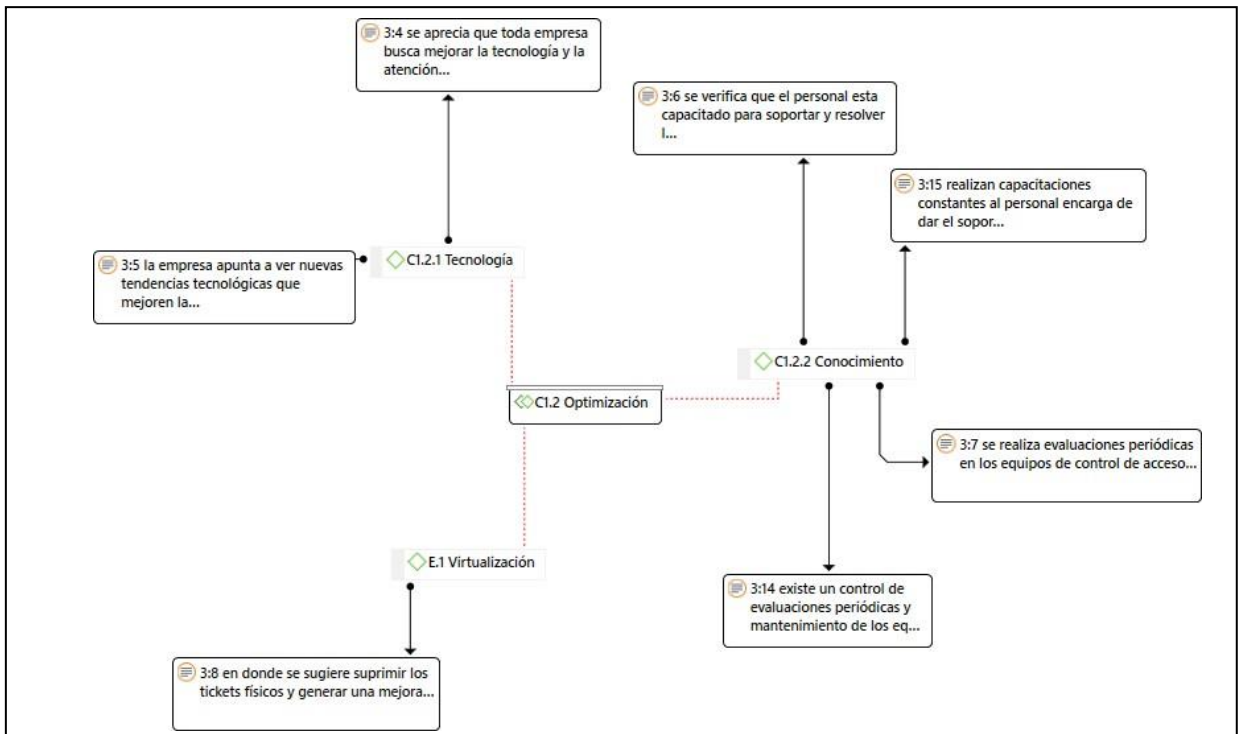 3:4 se aprecia que toda empresa
busca mejorar la tecnología y la
atención...
3:6 se verifica que el personal esta
capacitado para soportar y resolver
l...
3:15 realizan capacitaciones
constantes al personal encarga de
dar el sopor...
C1.2.1 Tecnología
3:5 la empresa apunta a ver nuevas
tendencias tecnológicas que
mejoren la...
C1.2.2 Conocimiento
C1.2 Optimización
3:7 se realiza evaluaciones periódicas
en los equipos de control de acceso...
E.1 Virtualización
3:14 existe un control de
evaluaciones periódicas y
mantenimiento de los eq...
3:8 en donde se sugiere suprimir los
tickets físicos y generar una mejora...